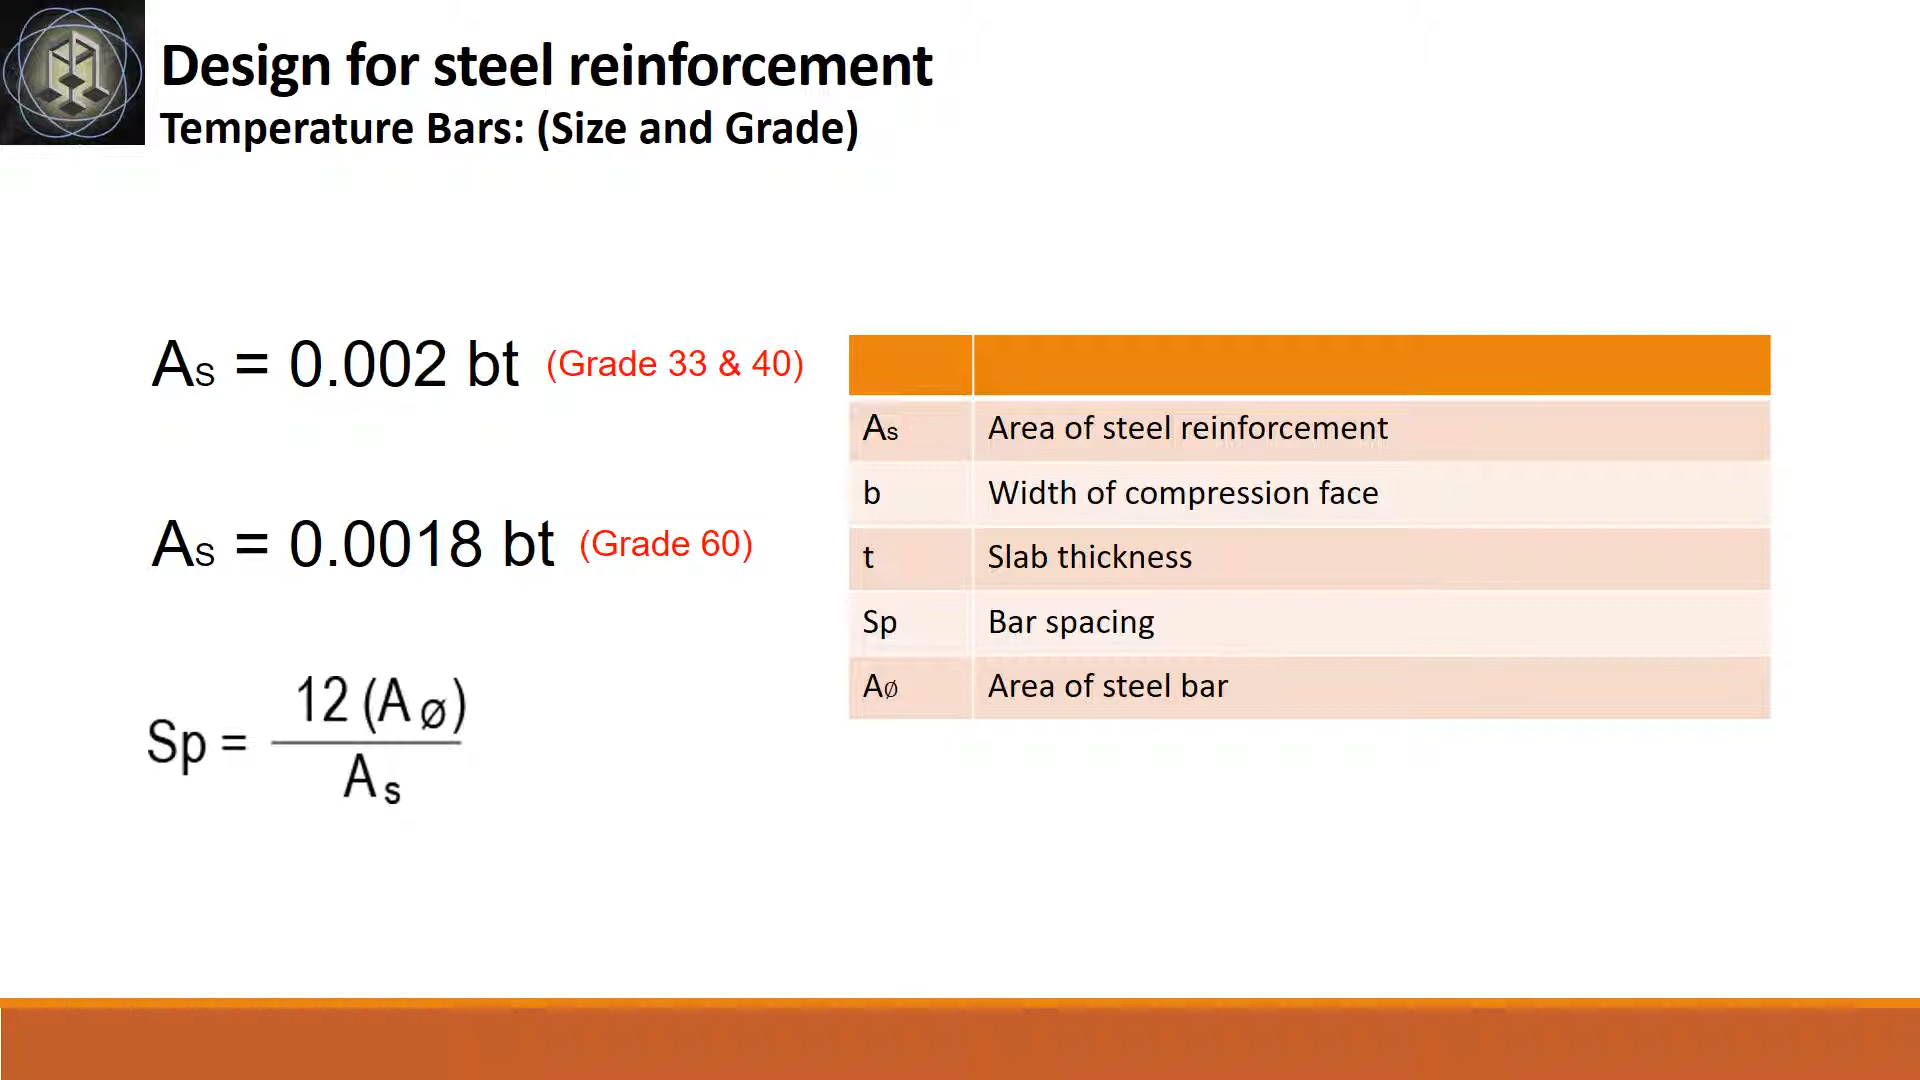 Design for steel reinforcement
Temperature Bars: (Size and Grade)
As = 0.002 bt (Grade 33 & 40)
As = 0.0018 bt (Grade 60)
Sp = 12 (A ø) / A s
As Area of steel reinforcement
b Width of compression face
t Slab thickness
Sp Bar spacing
Aø Area of steel bar